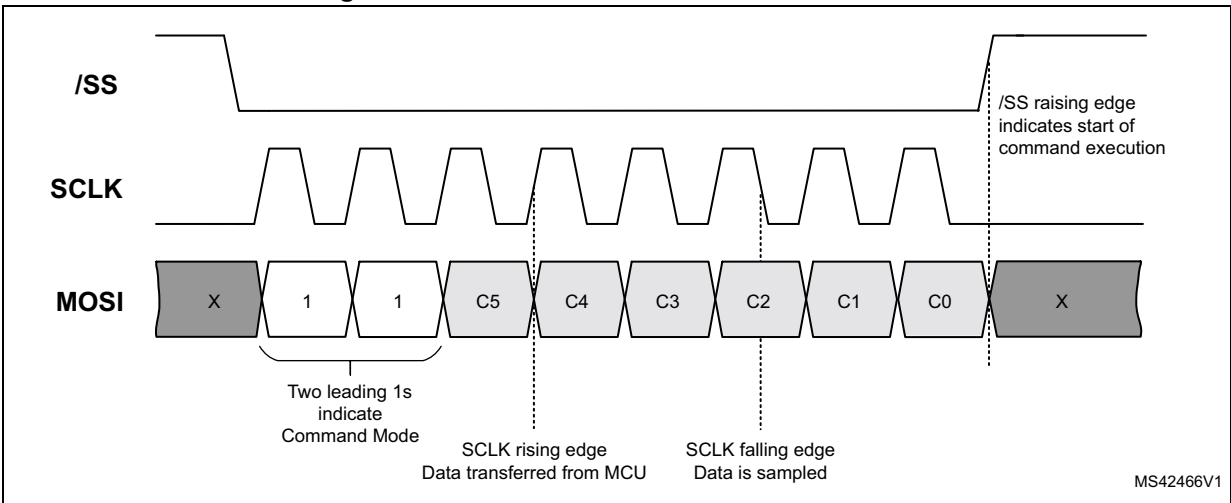 /SS
/SS raising edge
indicates start of
command execution
SCLK
MOSI
X 1 1 C5 C4 C3 C2 C1 C0 X
Two leading 1s
indicate
Command Mode
SCLK rising edge
Data transferred from MCU
SCLK falling edge
Data is sampled
MS42466V1